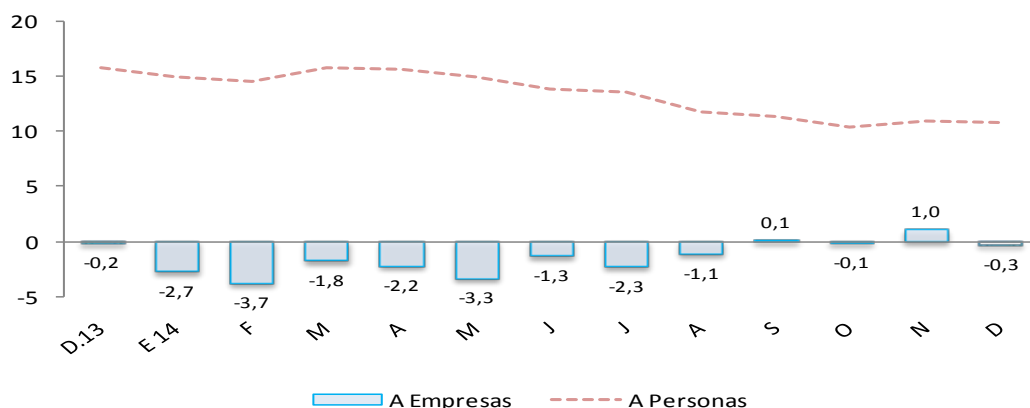 20
15
10
5
0
-5
-0,2
-2,7
-3,7
-1,8
-2,2
-3,3
-1,3
-2,3
-1,1
0,1
-0,1
1,0
-0,3
D.13
E 14
F
M
A
M
J
J
A
S
O
N
D
A Empresas
A Personas